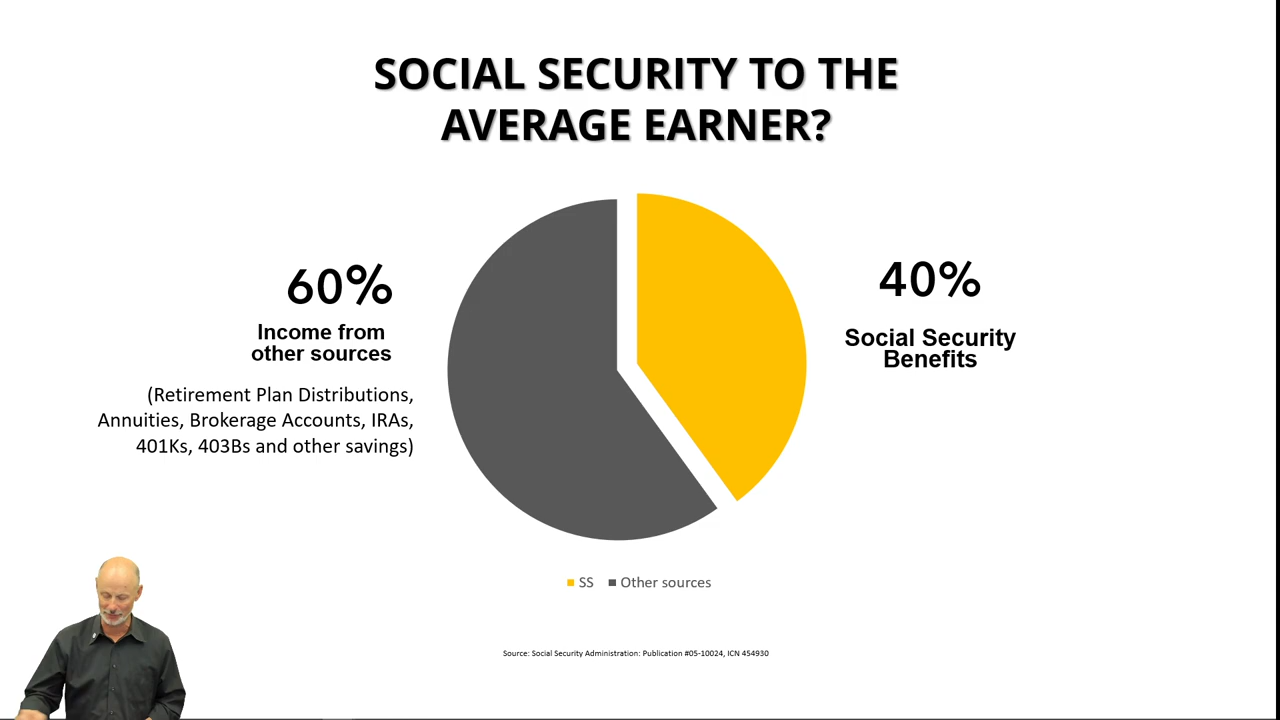 SOCIAL SECURITY TO THE
AVERAGE EARNER?
60%
Income from
other sources
(Retirement Plan Distributions,
Annuities, Brokerage Accounts, IRAs,
401Ks, 403Bs and other savings)
40%
Social Security
Benefits
SS
Other sources
Source: Social Security Administration: Publication #05-10024, ICN 454930